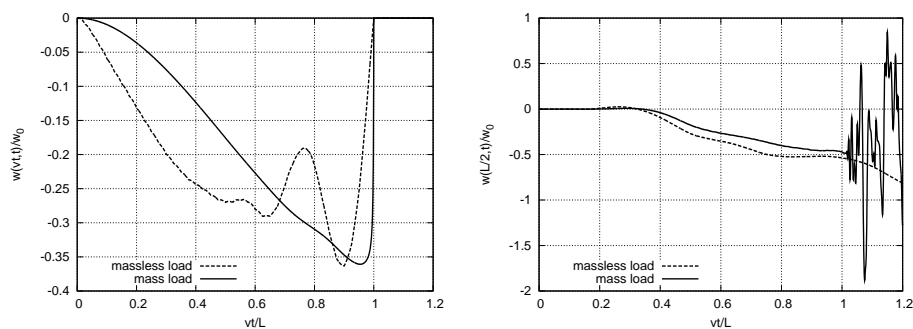 0
-0.05
-0.1
-0.15
-0.2
-0.25
-0.3
-0.35
-0.4
0 0.2 0.4 0.6 0.8 1 1.2
w(vt,t)/w0
vt/L
massless load
mass load
1
0.5
0
-0.5
-1
-1.5
-2
0 0.2 0.4 0.6 0.8 1 1.2
w(L/2,t)/w0
vt/L
massless load
mass load